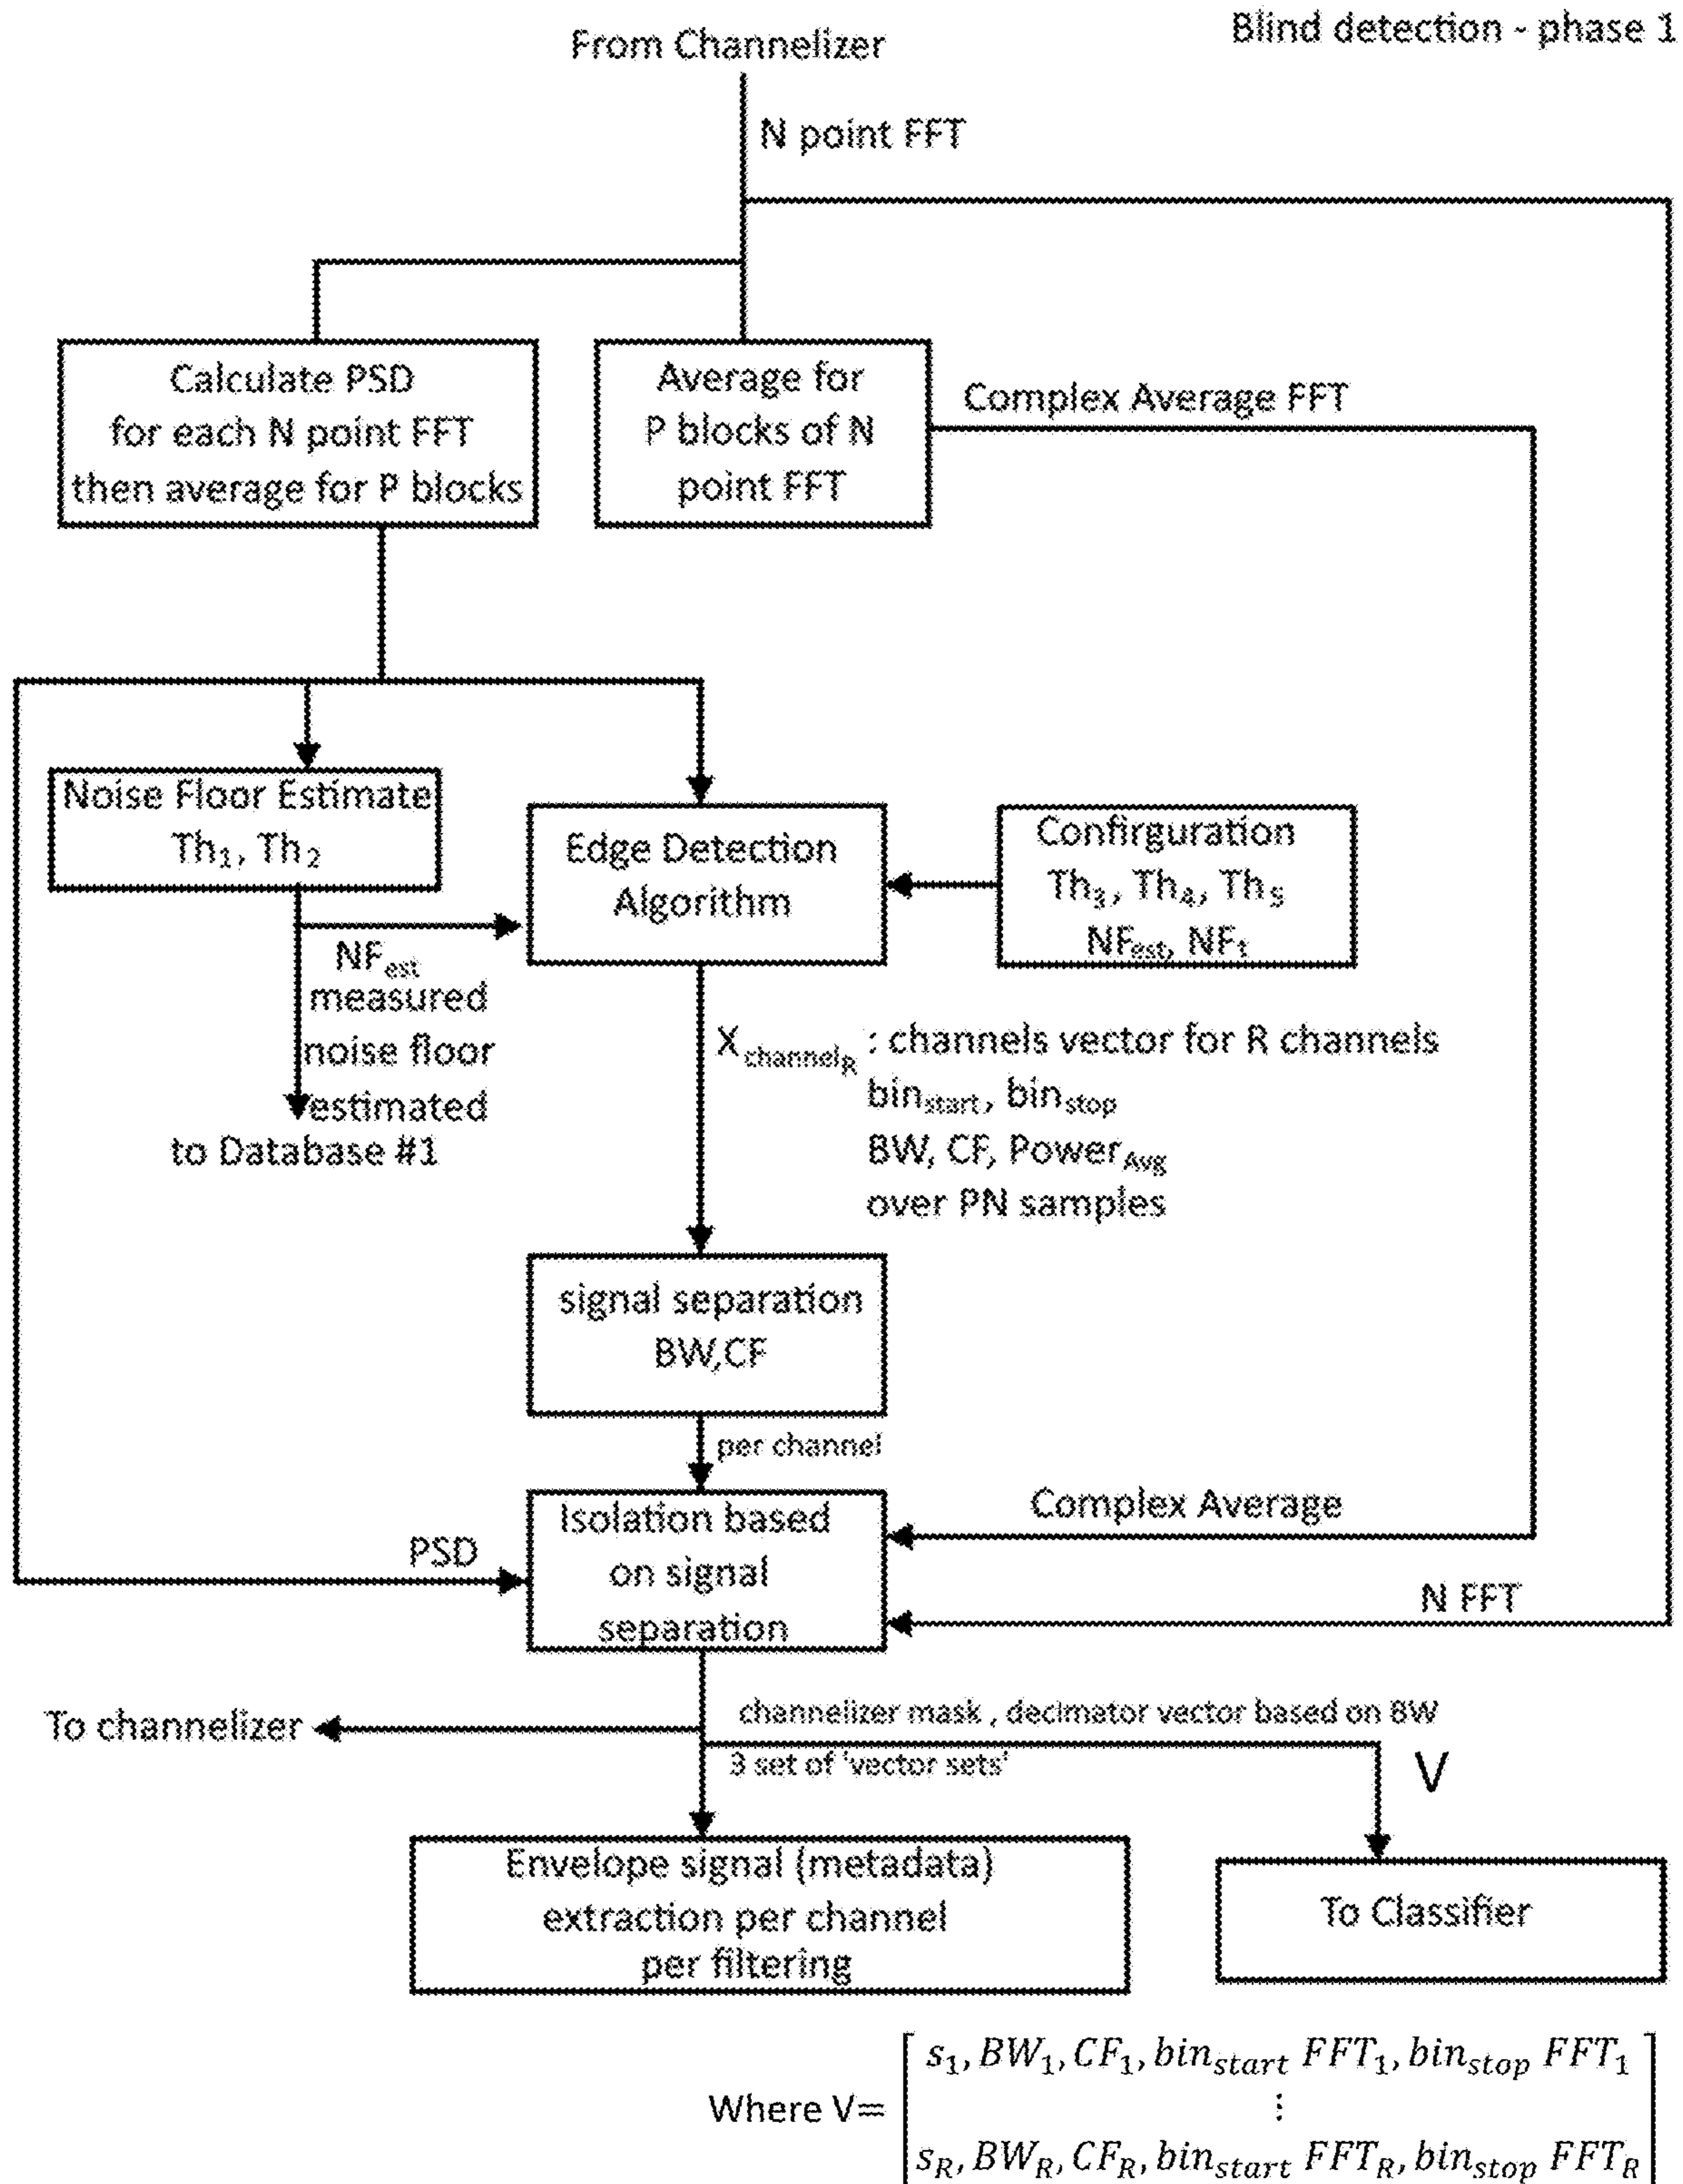 Blind detection - phase 1
From Channelizer
N point FFT
Calculate PSD
for each N point FFT
then average for P blocks
Average for
P blocks of N
point FFT
Complex Average FFT
Noise Floor Estimate
Th₁, Th₂
Edge Detection
Algorithm
Confirguration
Th₃, Th₄, Th₅
NFest, NFt
NFest
measured
noise floor
estimated
to Database #1
XchannelR : channels vector for R channels
binstart, binstop
BW, CF, PowerAvg
over PN samples
signal separation
BW,CF
per channel
Isolation based
on signal
separation
Complex Average
PSD
N FFT
To channelizer
channelizer mask , decimator vector based on BW
3 set of 'vector sets'
V
Envelope signal (metadata)
extraction per channel
per filtering
To Classifier
s₁, BW₁, CF₁, binstart FFT₁, binstop FFT₁
Where V=
⋮
sR, BWR, CFR, binstart FFTR, binstop FFTR